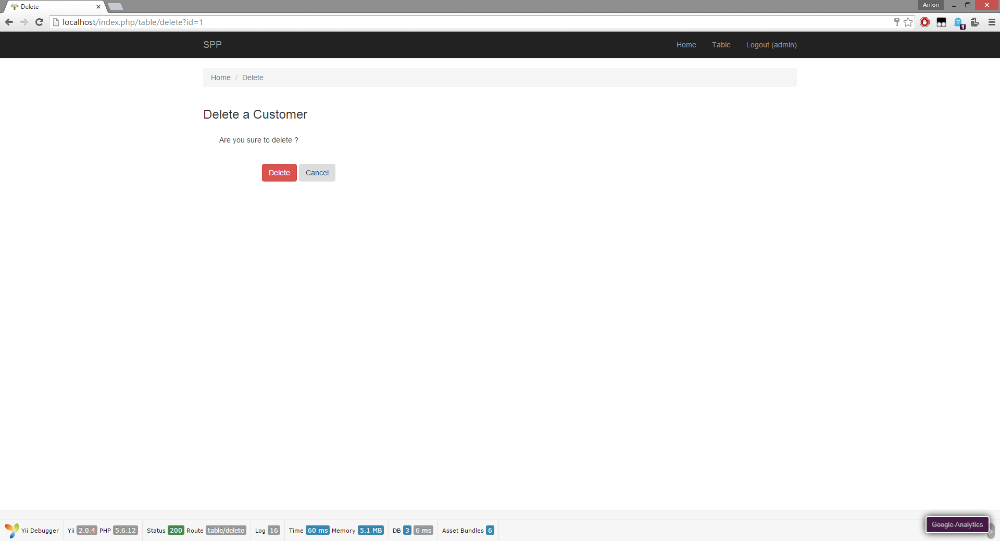 Delete
Антон
localhost/index.php/table/delete?id=1
1
SPP
Home Table Logout (admin)
Home / Delete
Delete a Customer
Are you sure to delete ?
Delete Cancel
Yii Debugger Yii 2.0.4 PHP 5.6.12 Status 200 Route table/delete Log 16 Time 60 ms Memory 5.1 MB DB 3 6 ms Asset Bundles 6
Google Analytics